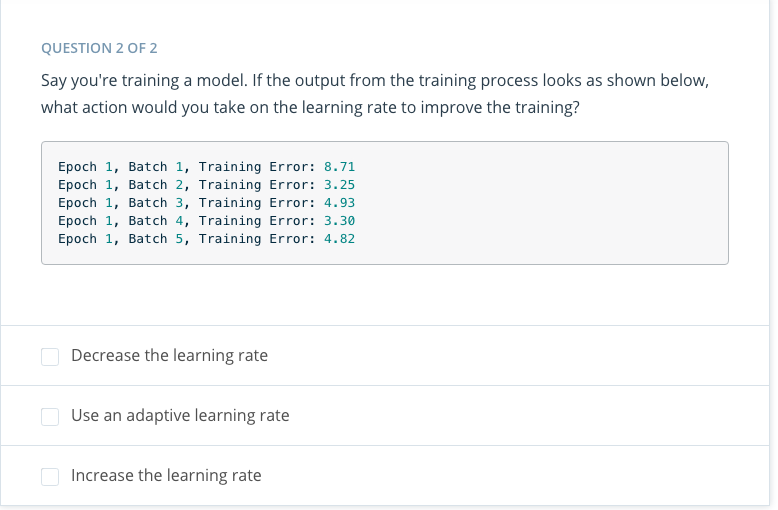 QUESTION 2 OF 2
Say you're training a model. If the output from the training process looks as shown below,
what action would you take on the learning rate to improve the training?
Epoch 1, Batch 1, Training Error: 8.71
Epoch 1, Batch 2, Training Error: 3.25
Epoch 1, Batch 3, Training Error: 4.93
Epoch 1, Batch 4, Training Error: 3.30
Epoch 1, Batch 5, Training Error: 4.82
Decrease the learning rate
Use an adaptive learning rate
Increase the learning rate